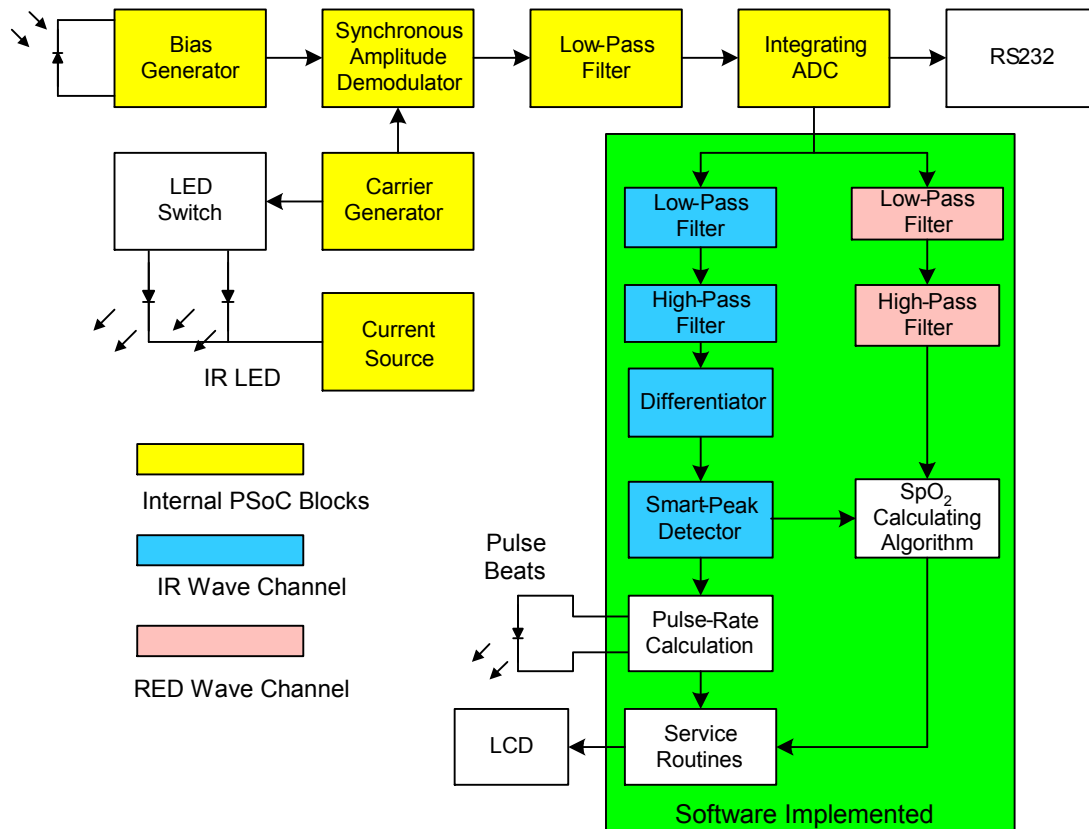 Bias
Generator
Synchronous
Amplitude
Demodulator
Low-Pass
Filter
Integrating
ADC
RS232
LED
Switch
Carrier
Generator
Low-Pass
Filter
Low-Pass
Filter
High-Pass
Filter
High-Pass
Filter
Current
Source
IR LED
Differentiator
Internal PSoC Blocks
Smart-Peak
Detector
SpO₂
Calculating
Algorithm
IR Wave Channel
Pulse
Beats
Pulse-Rate
Calculation
RED Wave Channel
LCD
Service
Routines
Software Implemented